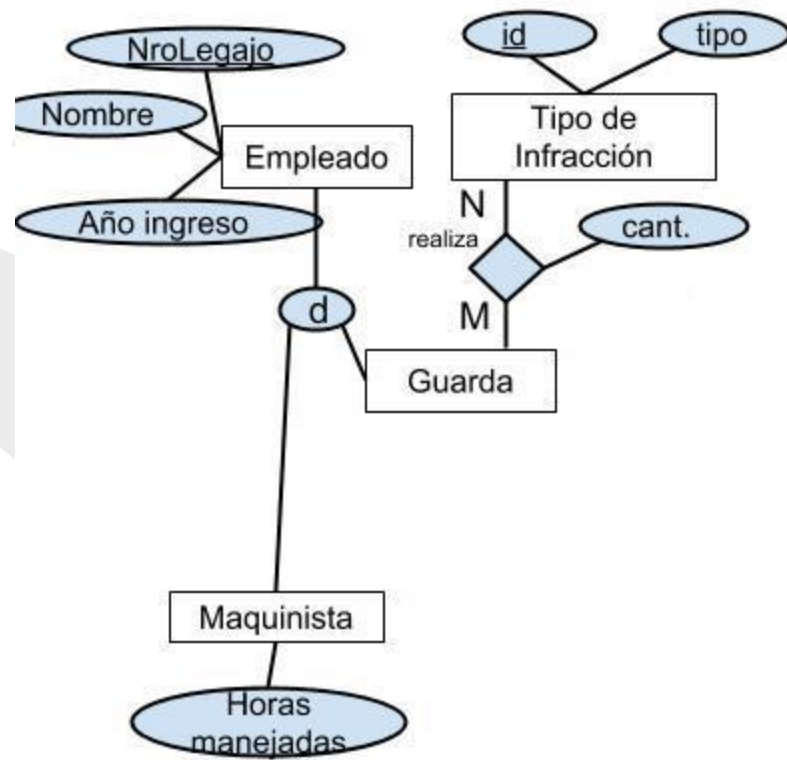 NroLegajo
id
tipo
Nombre
Empleado
Tipo de
Infracción
Año ingreso
N
realiza
cant.
d
M
Guarda
Maquinista
Horas
manejadas